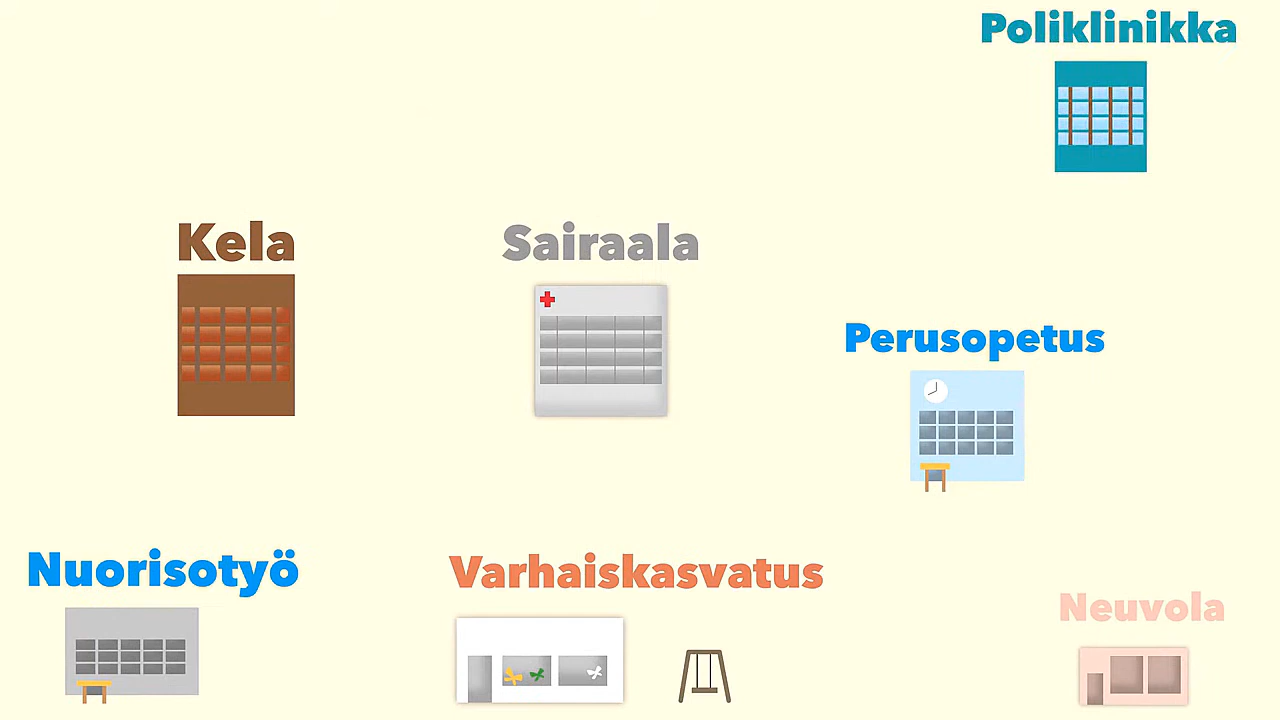 Poliklinikka
Kela
Sairaala
Perusopetus
Nuorisotyö
Varhaiskasvatus
Neuvola